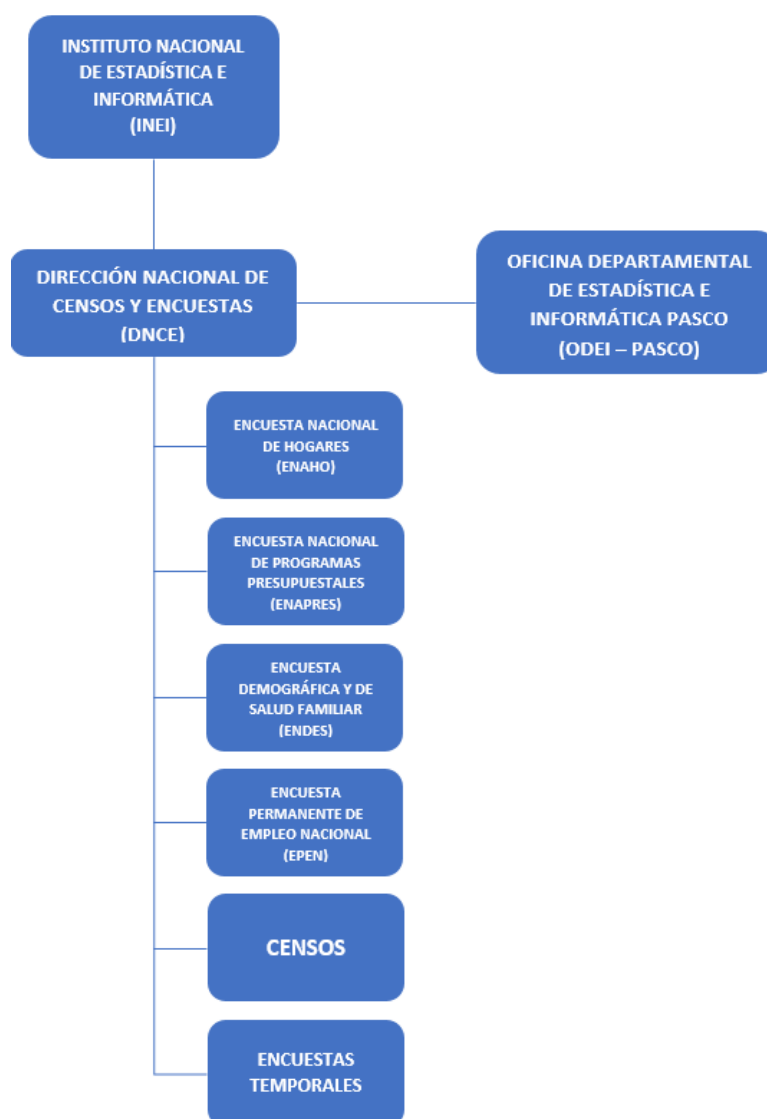 INSTITUTO NACIONAL
DE ESTADÍSTICA E
INFORMÁTICA
(INEI)
DIRECCIÓN NACIONAL DE
CENSOS Y ENCUESTAS
(DNCE)
OFICINA DEPARTAMENTAL
DE ESTADÍSTICA E
INFORMÁTICA PASCO
(ODEI – PASCO)
ENCUESTA NACIONAL
DE HOGARES
(ENAHO)
ENCUESTA NACIONAL
DE PROGRAMAS
PRESUPUESTALES
(ENAPRES)
ENCUESTA
DEMOGRÁFICA Y DE
SALUD FAMILIAR
(ENDES)
ENCUESTA
PERMANENTE DE
EMPLEO NACIONAL
(EPEN)
CENSOS
ENCUESTAS
TEMPORALES